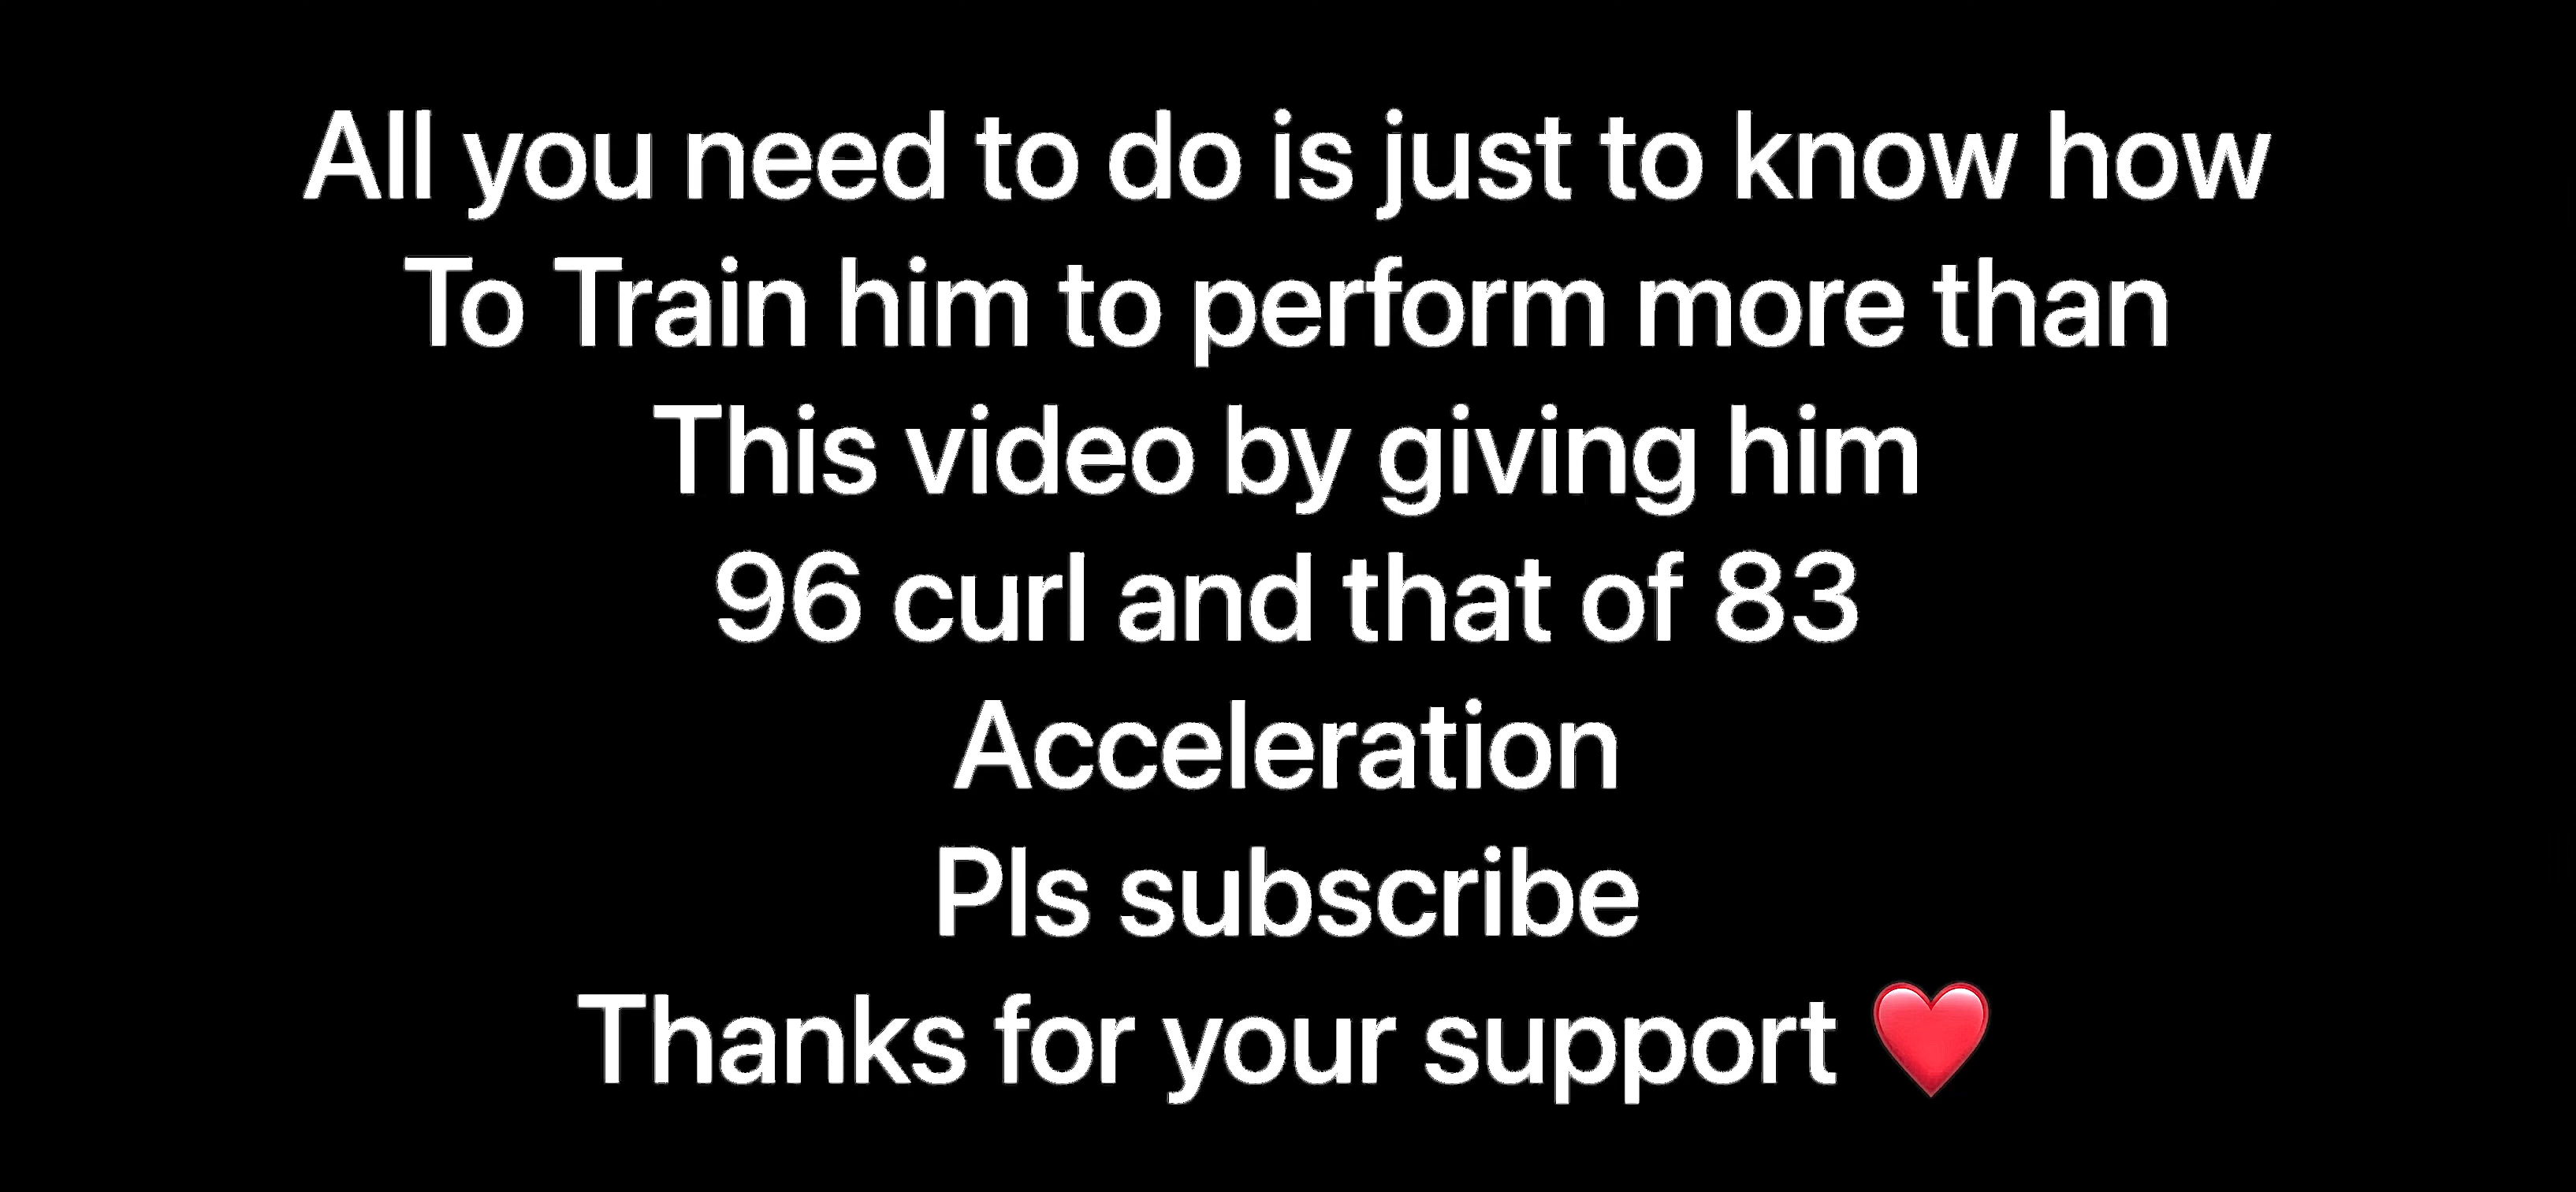 All you need to do is just to know how
To Train him to perform more than
This video by giving him
96 curl and that of 83
Acceleration
Pls subscribe
Thanks for your support ❤️